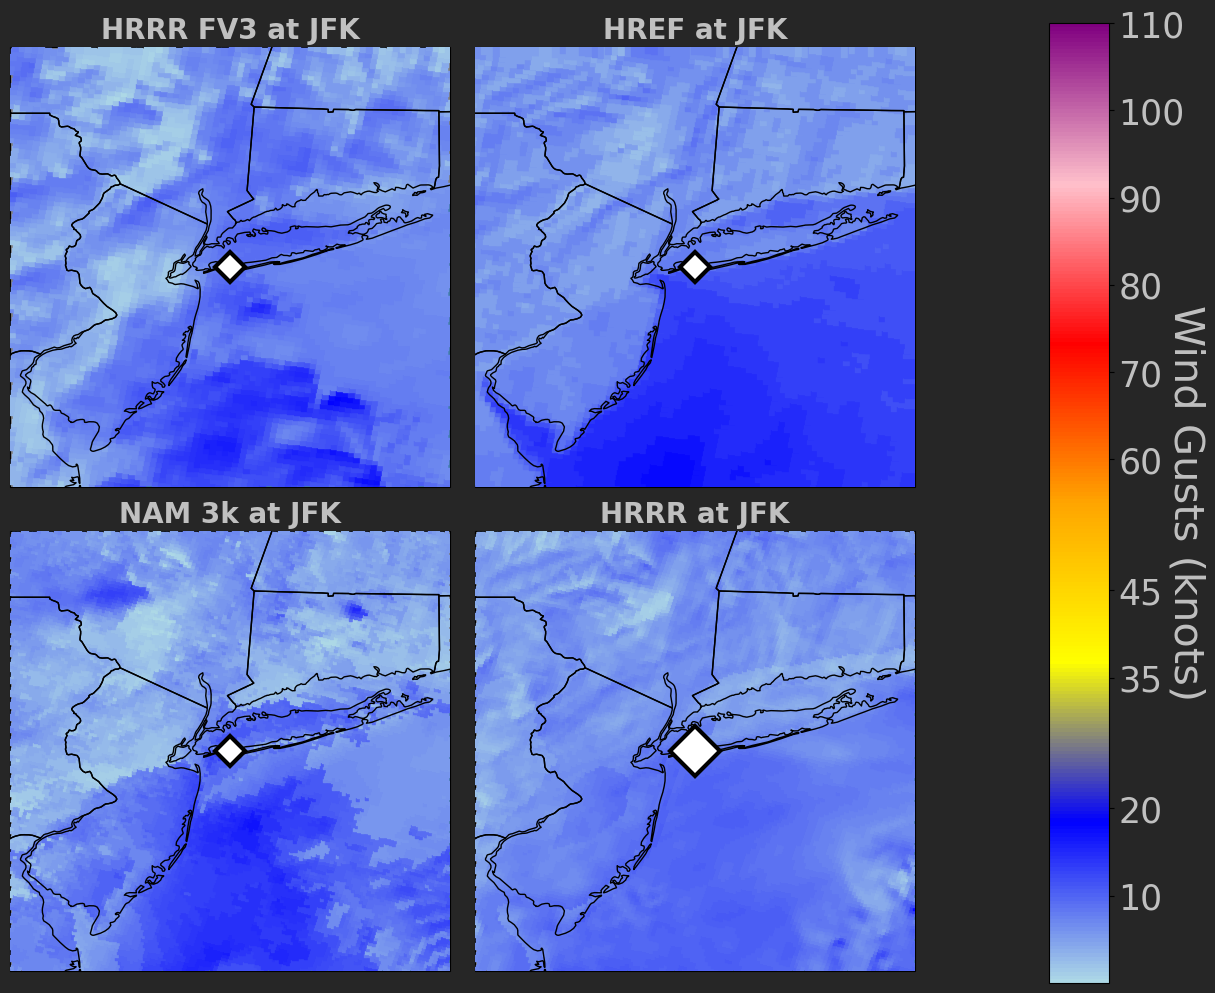 HRRR FV3 at JFK
HREF at JFK
NAM 3k at JFK
HRRR at JFK
110
100
90
80
70
60
45
35
20
10
Wind Gusts (knots)